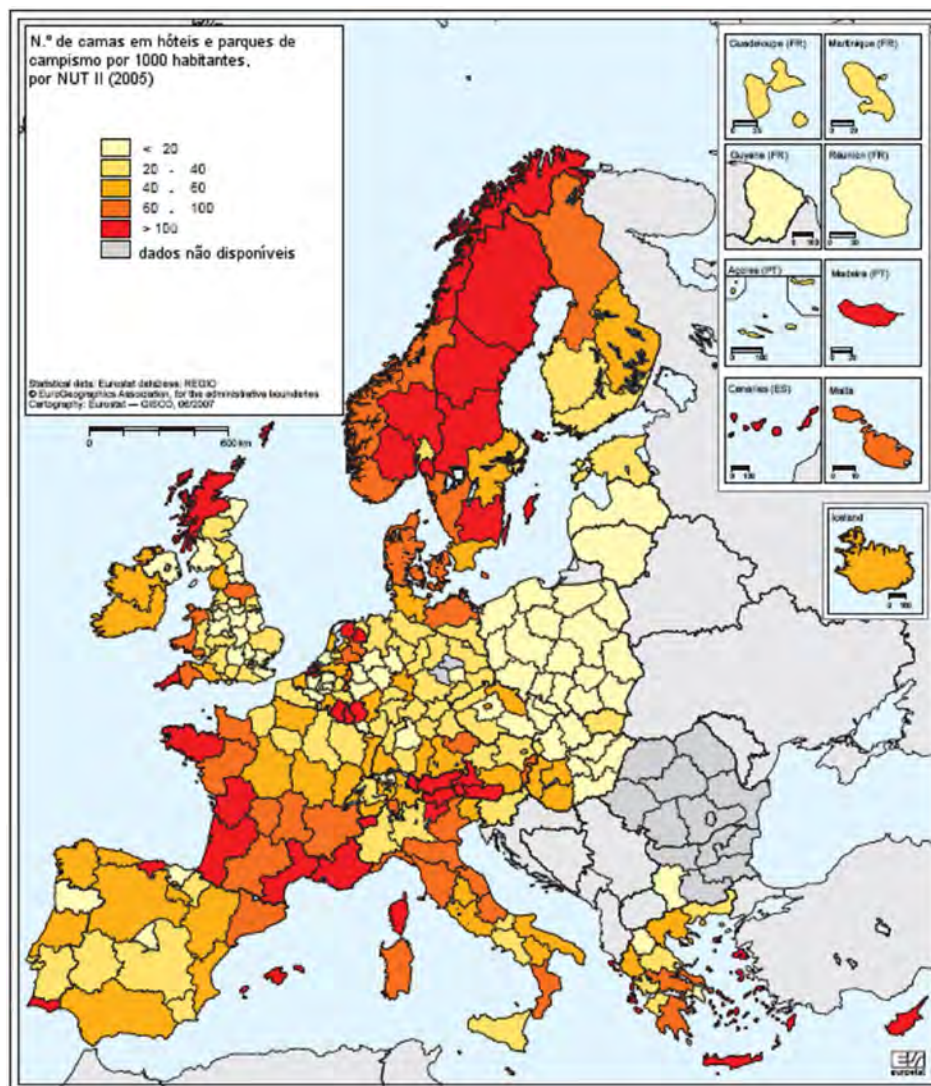 N.º de camas em hôteis e parques de
campismo por 1000 habitantes,
por NUT II (2005)
< 20
20 - 40
40 - 60
60 - 100
> 100
dados não disponíveis
Statistical data: Eurostat database: REGIO
© EuroGeographics Association, for the administrative boundaries
Cartography: Eurostat — GISCO, 06/2007
0 600 km
Guadeloupe (FR)
Martinique (FR)
Guyane (FR)
Réunion (FR)
Açores (PT)
Madeira (PT)
Canarias (ES)
Malta
Iceland
eurostat